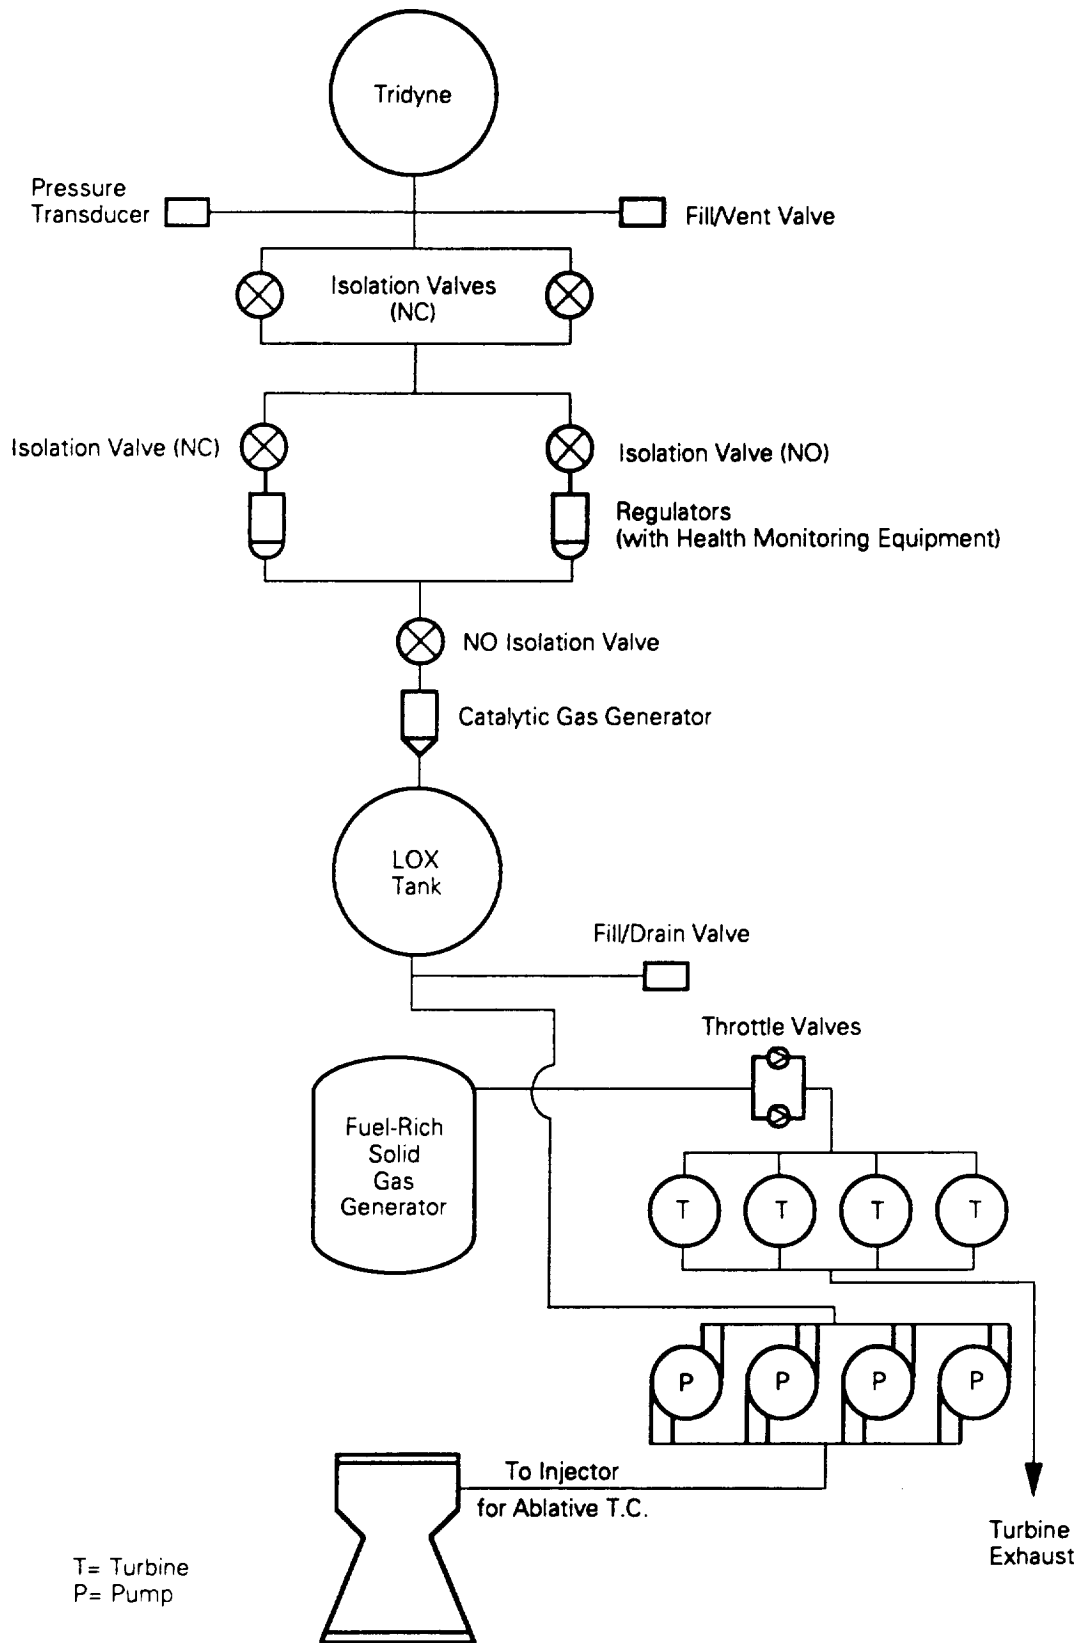 Tridyne
Pressure
Transducer
Fill/Vent Valve
Isolation Valves
(NC)
Isolation Valve (NC)
Isolation Valve (NO)
Regulators
(with Health Monitoring Equipment)
NO Isolation Valve
Catalytic Gas Generator
LOX
Tank
Fill/Drain Valve
Throttle Valves
Fuel-Rich
Solid
Gas
Generator
T T T T
P P P P
To Injector
for Ablative T.C.
Turbine
Exhaust
T= Turbine
P= Pump